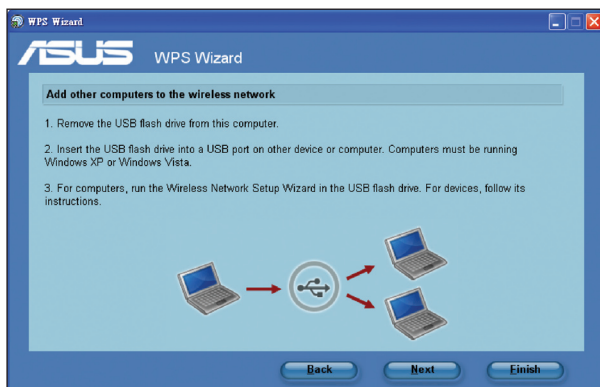 WPS Wizard
ASUS WPS Wizard
Add other computers to the wireless network
1. Remove the USB flash drive from this computer.
2. Insert the USB flash drive into a USB port on other device or computer. Computers must be running
Windows XP or Windows Vista.
3. For computers, run the Wireless Network Setup Wizard in the USB flash drive. For devices, follow its
instructions.
Back Next Finish